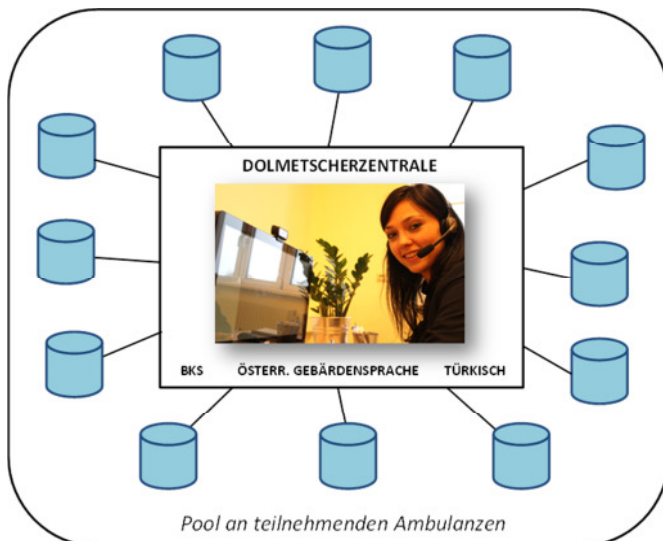 DOLMETSCHERZENTRALE
BKS ÖSTERR. GEBÄRDENSPRACHE TÜRKISCH
Pool an teilnehmenden Ambulanzen